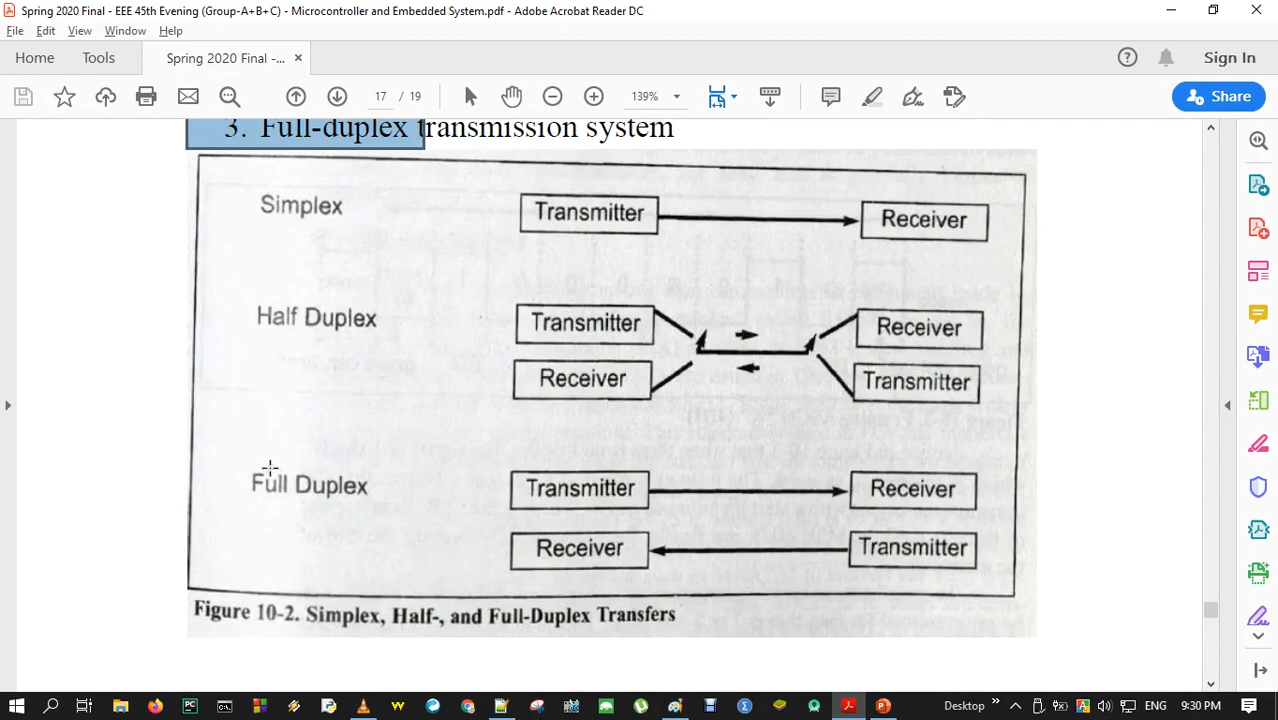 Spring 2020 Final - EEE 45th Evening (Group-A+B+C) - Microcontroller and Embedded System.pdf - Adobe Acrobat Reader DC
File Edit View Window Help
Home Tools Spring 2020 Final -... × Sign In
17 / 19 139% Share
3. Full-duplex transmission system
Simplex Transmitter Receiver
Half Duplex Transmitter Receiver
Receiver Transmitter
Full Duplex Transmitter Receiver
Receiver Transmitter
Figure 10-2. Simplex, Half-, and Full-Duplex Transfers
Desktop » ENG 9:30 PM